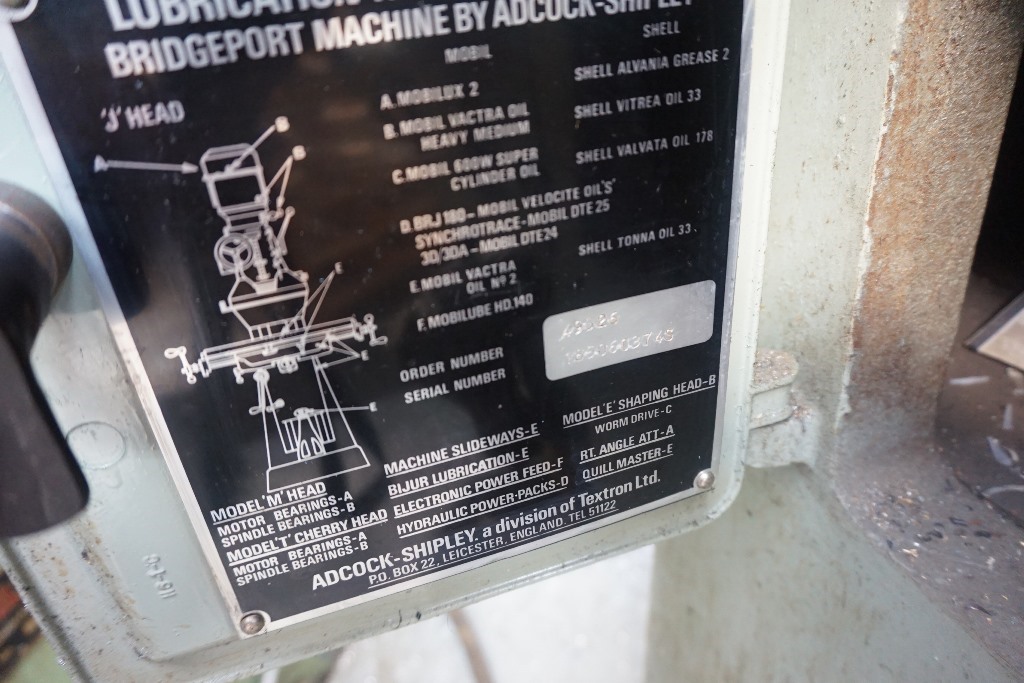 LUBRICATION
BRIDGEPORT MACHINE BY ADCOCK-SHIPLEY
MOBIL
SHELL
'J' HEAD
A. MOBILUX 2
SHELL ALVANIA GREASE 2
B. MOBIL VACTRA OIL
HEAVY MEDIUM
SHELL VITREA OIL 33
C. MOBIL 600W SUPER
CYLINDER OIL
SHELL VALVATA OIL 178
D. BRJ 180 - MOBIL VELOCITE OIL'S'
SYNCHROTRACE - MOBIL DTE 25
3D/30A - MOBIL DTE24
E. MOBIL VACTRA
OIL Nº 2
SHELL TONNA OIL 33.
F. MOBILUBE HD.140
A
B
B
E
E
E
ORDER NUMBER
SERIAL NUMBER
MACHINE SLIDEWAYS-E
BIJUR LUBRICATION-E
ELECTRONIC POWER FEED-F
HYDRAULIC POWER-PACKS-D
MODEL'E' SHAPING HEAD-B
WORM DRIVE-C
RT. ANGLE ATT-A
QUILL MASTER-E
MODEL 'M' HEAD
MOTOR BEARINGS-A
SPINDLE BEARINGS-B
MODEL'T' CHERRY HEAD
MOTOR BEARINGS-A
SPINDLE BEARINGS-B
ADCOCK-SHIPLEY. a division of Textron Ltd.
P.O. BOX 22, LEICESTER, ENGLAND. TEL 51122